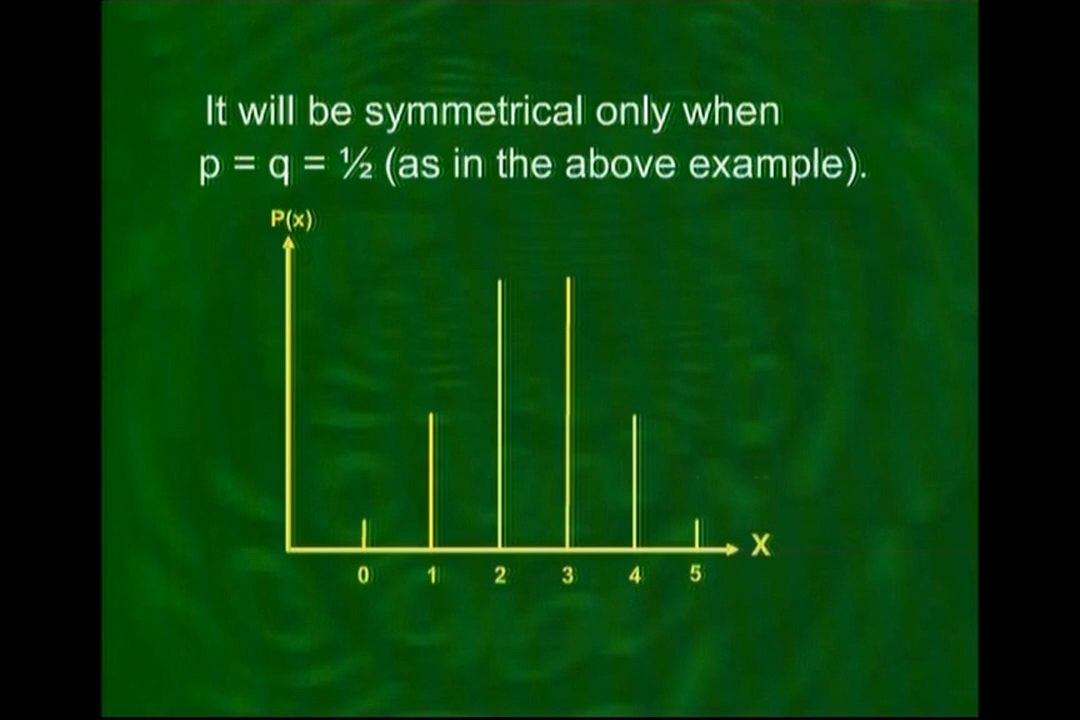 It will be symmetrical only when
p = q = ½ (as in the above example).
P(x)
X
0 1 2 3 4 5